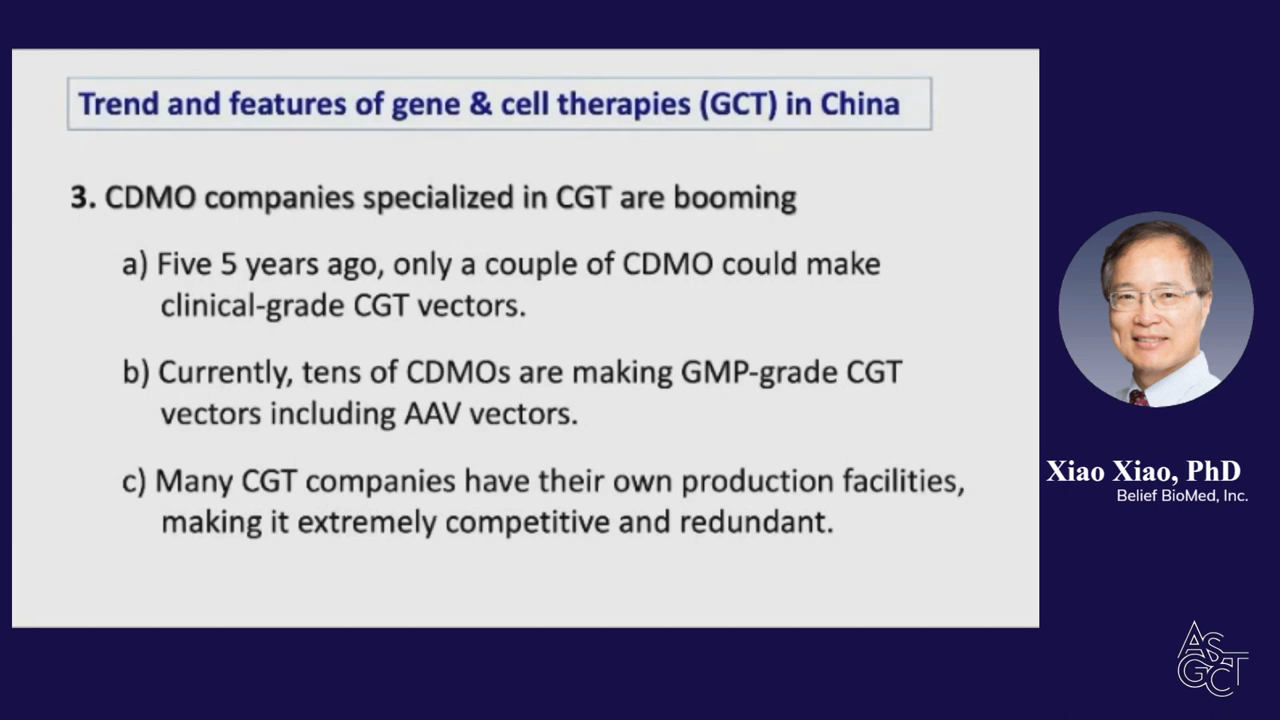 Trend and features of gene & cell therapies (GCT) in China
3. CDMO companies specialized in CGT are booming
a) Five 5 years ago, only a couple of CDMO could make
clinical-grade CGT vectors.
b) Currently, tens of CDMOs are making GMP-grade CGT
vectors including AAV vectors.
c) Many CGT companies have their own production facilities,
making it extremely competitive and redundant.
Xiao Xiao, PhD
Belief BioMed, Inc.
AS
GCT